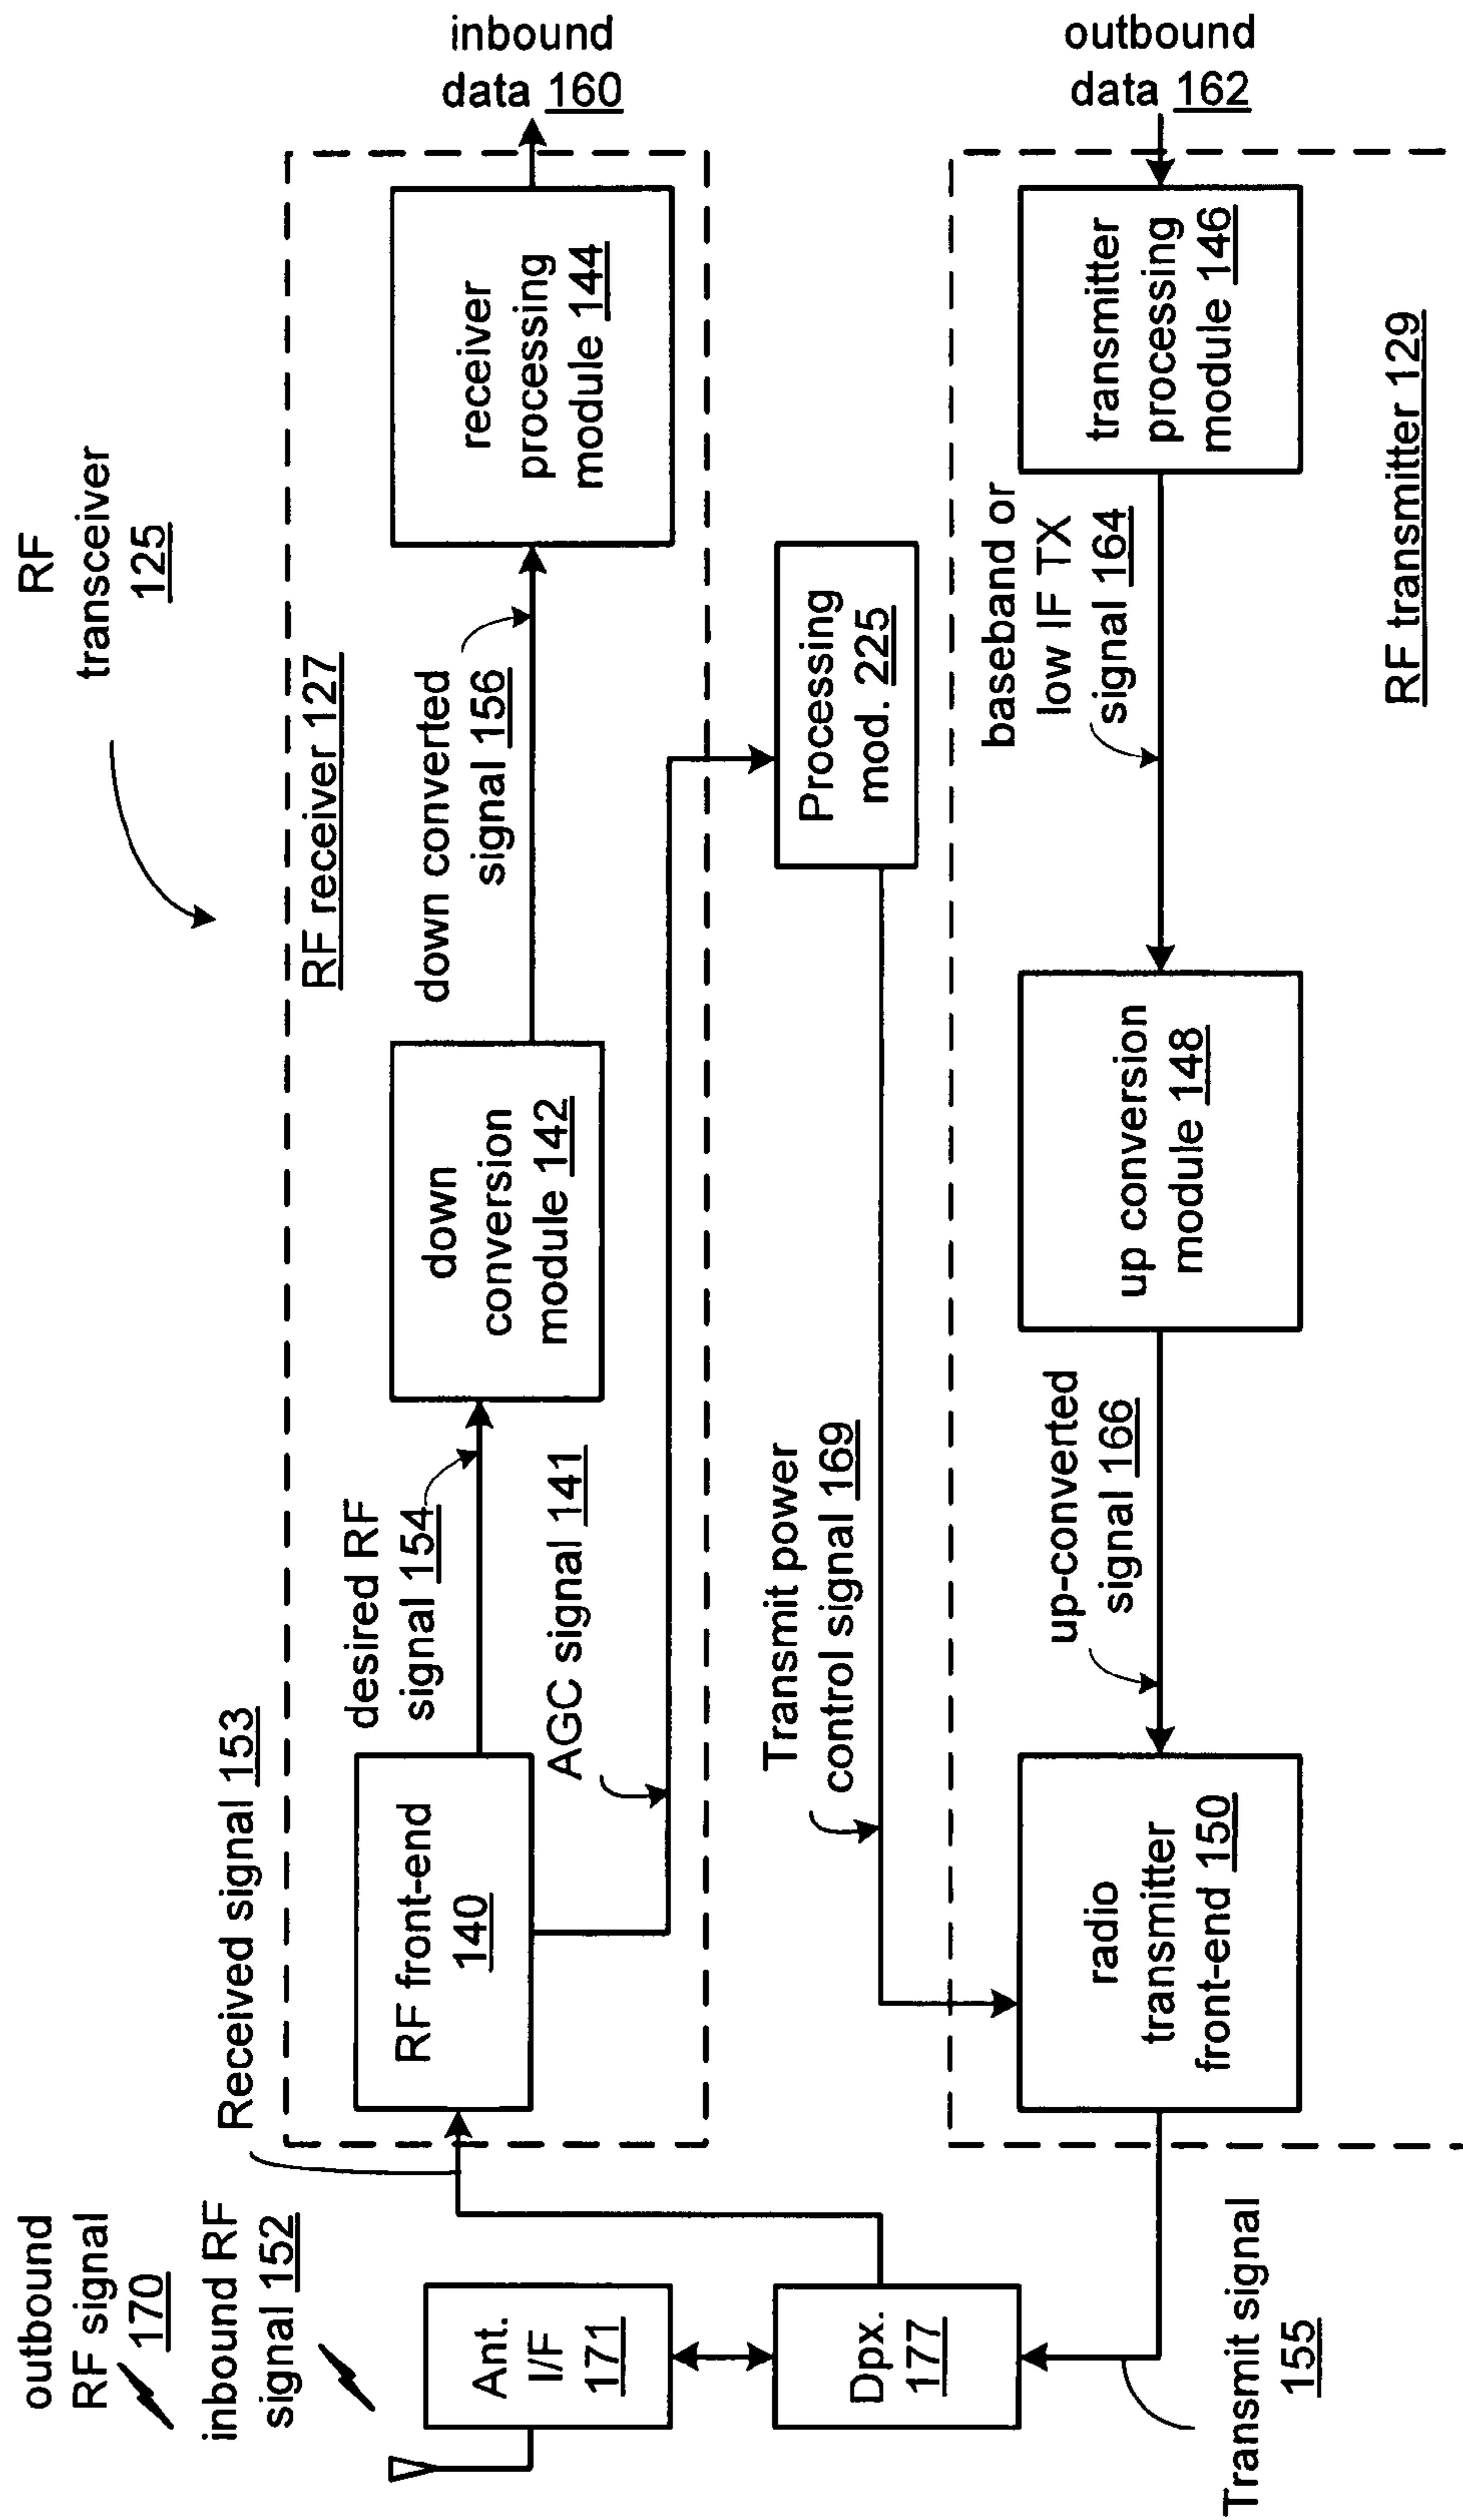 RF
transceiver
125
outbound
RF signal
170
inbound RF
signal 152
Received signal 153
RF receiver 127
desired RF
signal 154
down converted
signal 156
inbound
data 160
RF front-end
140
down
conversion
module 142
receiver
processing
module 144
AGC signal 141
Ant.
I/F
171
Dpx.
177
Transmit power
control signal 169
Processing
mod. 225
up-converted
signal 166
baseband or
low IF TX
signal 164
outbound
data 162
radio
transmitter
front-end 150
up conversion
module 148
transmitter
processing
module 146
Transmit signal
155
RF transmitter 129